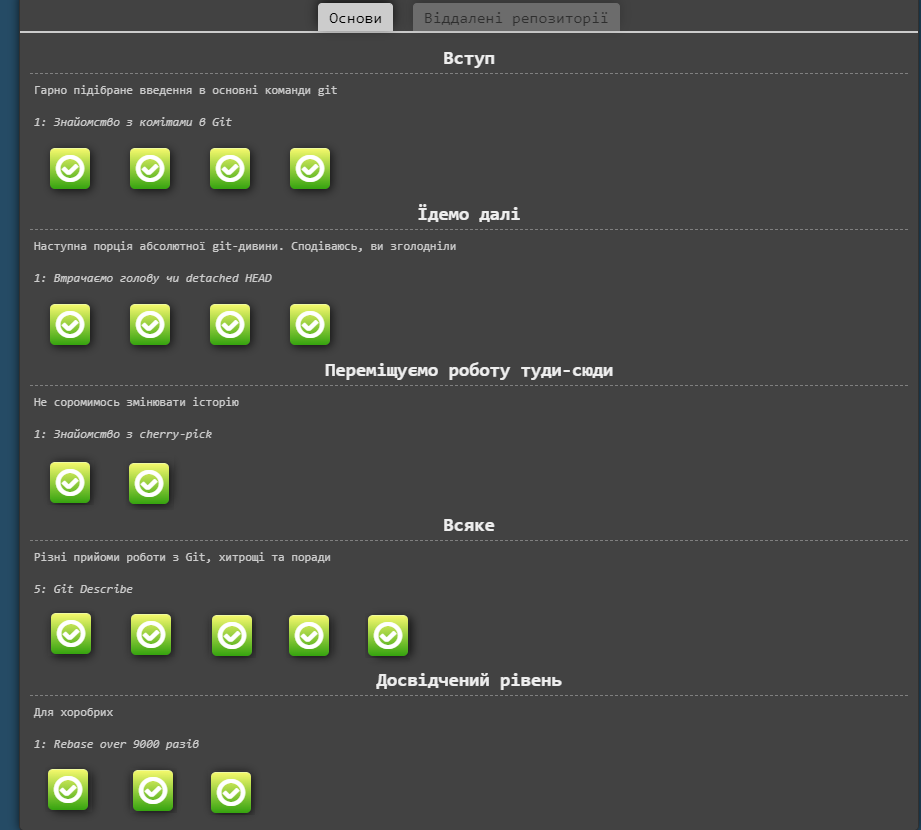 Основи
Віддалені репозиторії
Вступ
Гарно підібране введення в основні команди git
1: Знайомство з комітами в Git
Їдемо далі
Наступна порція абсолютної git-дивини. Сподіваюсь, ви зголодніли
1: Втрачаємо голову чи detached HEAD
Переміщуємо роботу туди-сюди
Не соромимось змінювати історію
1: Знайомство з cherry-pick
Всяке
Різні прийоми роботи з Git, хитрощі та поради
5: Git Describe
Досвідчений рівень
Для хоробрих
1: Rebase over 9000 разів